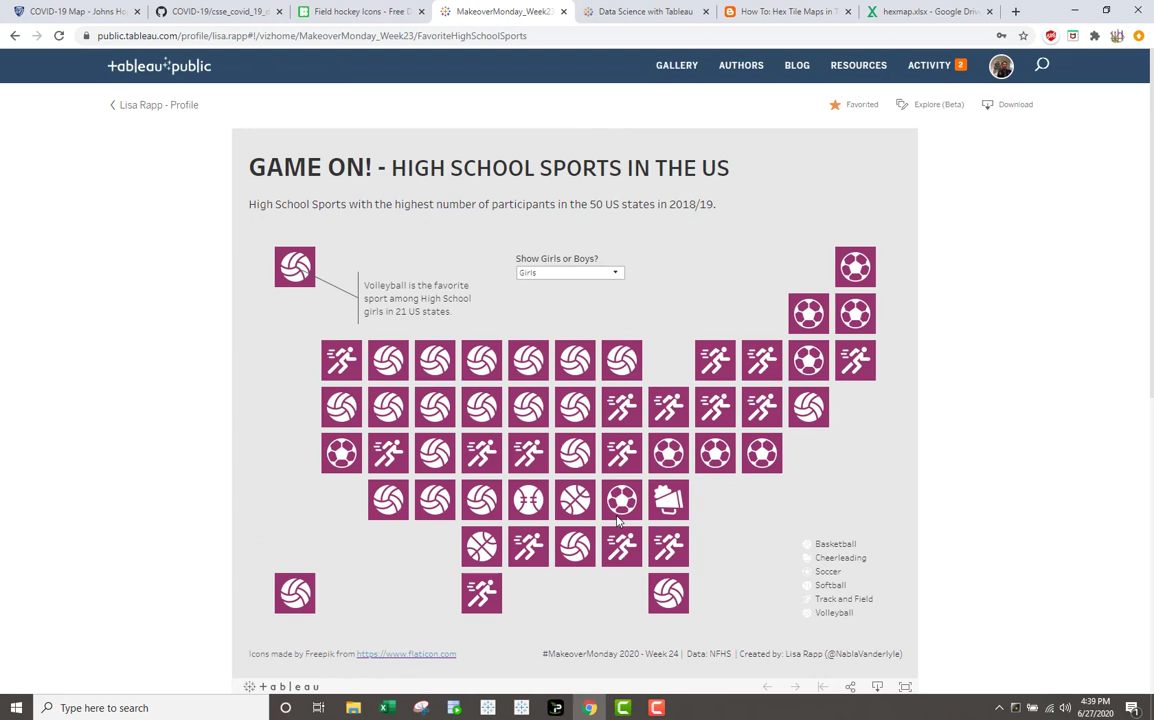 COVID-19 Map - Johns Ho
COVID-19/csse_covid_19_d
Field hockey Icons - Free D
MakeoverMonday_Week23
Data Science with Tableau
How To: Hex Tile Maps in T
hexmap.xlsx - Google Driv
public.tableau.com/profile/lisa.rapp#!/vizhome/MakeoverMonday_Week23/FavoriteHighSchoolSports
+ableau public
GALLERY AUTHORS BLOG RESOURCES ACTIVITY 2
Lisa Rapp - Profile
Favorited Explore (Beta) Download
GAME ON! - HIGH SCHOOL SPORTS IN THE US
High School Sports with the highest number of participants in the 50 US states in 2018/19.
Show Girls or Boys?
Girls
Volleyball is the favorite
sport among High School
girls in 21 US states.
Basketball
Cheerleading
Soccer
Softball
Track and Field
Volleyball
Icons made by Freepik from https://www.flaticon.com
#MakeoverMonday 2020 - Week 24 | Data: NFHS | Created by: Lisa Rapp (@NablaVanderlyle)
+ableau
Type here to search
4:39 PM
6/27/2020